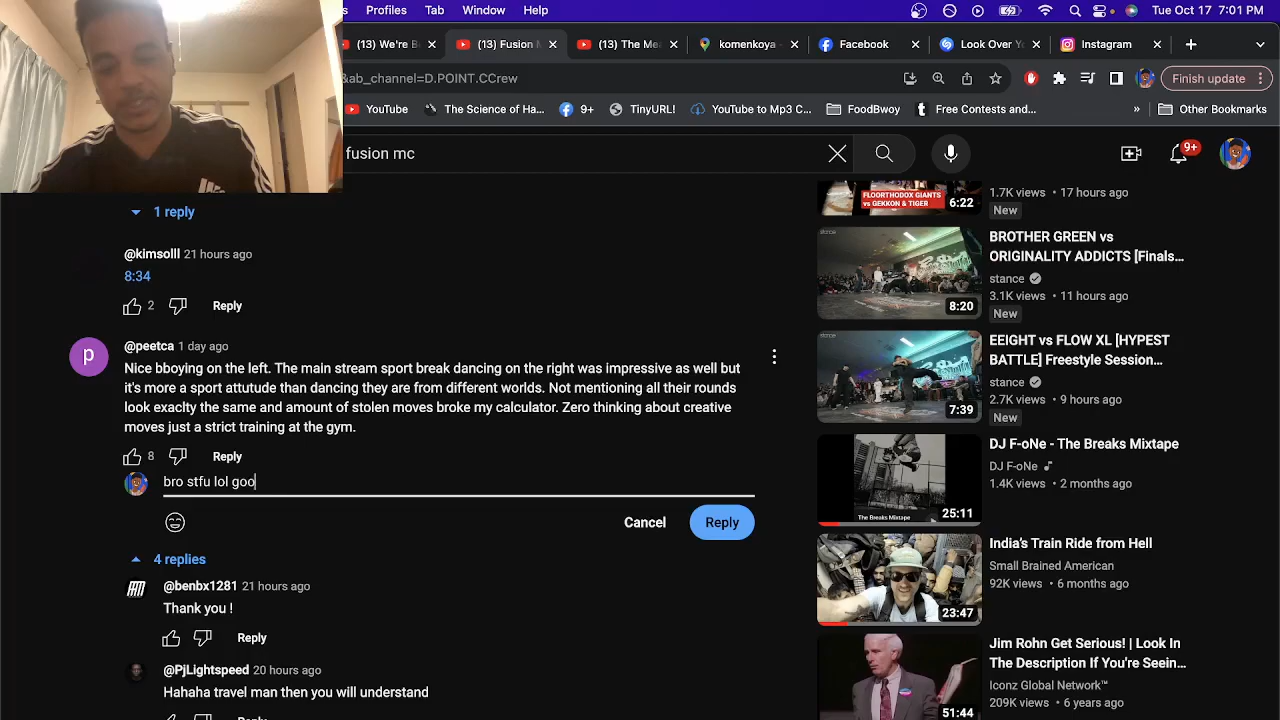 Profiles Tab Window Help Tue Oct 17 7:01 PM
(13) We're B (13) Fusion M (13) The Mea komenkoya - Facebook Look Over Y Instagram
&ab_channel=D.POINT.CCrew Finish update
YouTube The Science of Ha... 9+ TinyURL! YouTube to Mp3 C... FoodBwoy t Free Contests and... » Other Bookmarks
fusion mc 9+
1 reply
@kimsolll 21 hours ago
8:34
2 Reply
P
@peetca 1 day ago
Nice bboying on the left. The main stream sport break dancing on the right was impressive as well but
it's more a sport attutude than dancing they are from different worlds. Not mentioning all their rounds
look exaclty the same and amount of stolen moves broke my calculator. Zero thinking about creative
moves just a strict training at the gym.
8 Reply
bro stfu lol goo
Cancel Reply
4 replies
@benbx1281 21 hours ago
Thank you !
Reply
@PjLightspeed 20 hours ago
Hahaha travel man then you will understand
FLOORTHODOX GIANTS
vs GEKKON & TIGER
6:22
1.7K views • 17 hours ago
New
stance
8:20
BROTHER GREEN vs
ORIGINALITY ADDICTS [Finals...
stance
3.1K views • 11 hours ago
New
stance
7:39
EEIGHT vs FLOW XL [HYPEST
BATTLE] Freestyle Session...
stance
2.7K views • 9 hours ago
New
The Breaks Mixtape
25:11
DJ F-oNe - The Breaks Mixtape
DJ F-oNe
1.4K views • 2 months ago
23:47
India's Train Ride from Hell
Small Brained American
92K views • 6 months ago
51:44
Jim Rohn Get Serious! | Look In
The Description If You're Seein...
Iconz Global Network™
209K views • 6 years ago